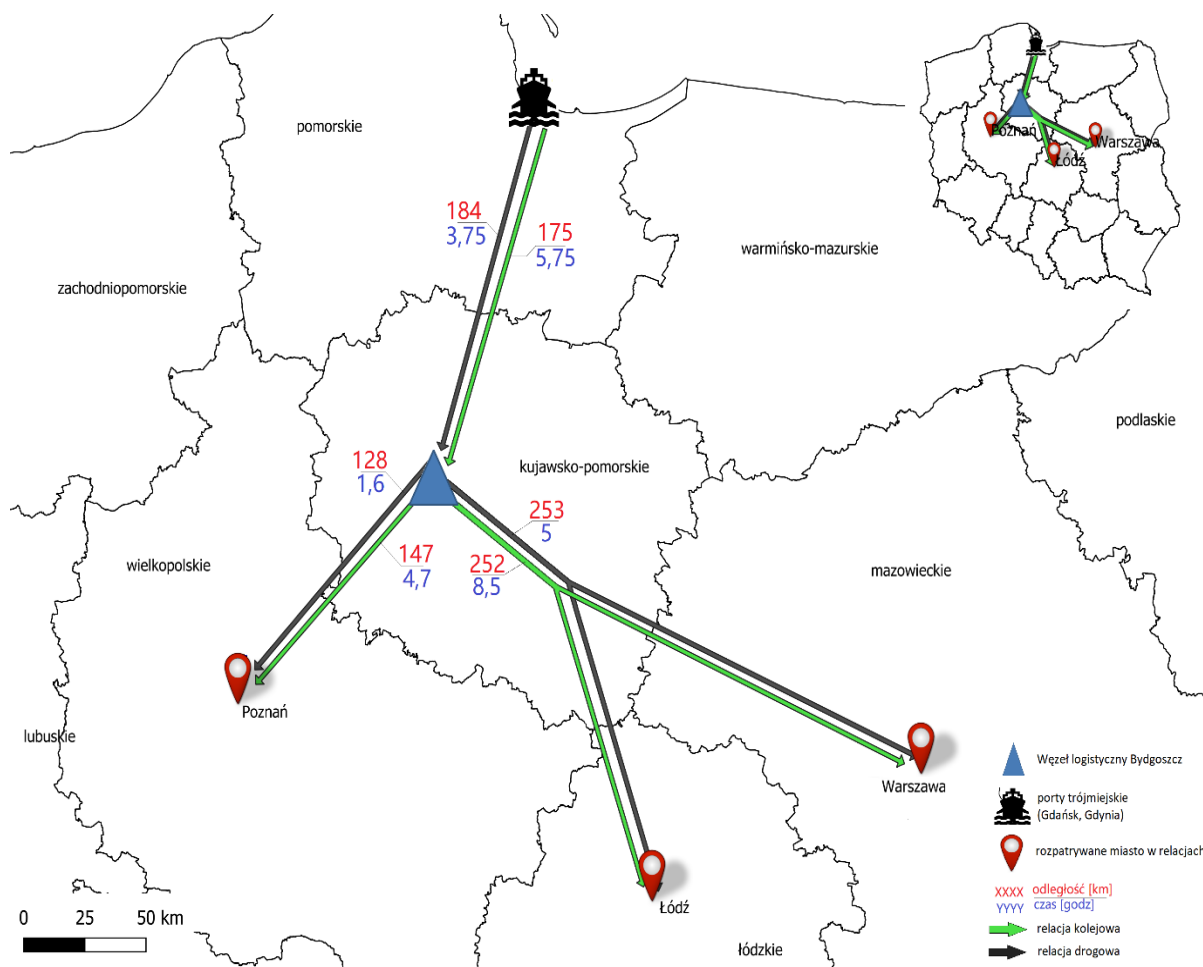 pomorskie
zachodniopomorskie
warmińsko-mazurskie
podlaskie
kujawsko-pomorskie
wielkopolskie
mazowieckie
lubuskie
łódzkie
184
3,75
175
5,75
128
1,6
147
4,7
253
5
252
8,5
Poznań
Warszawa
Łódź
Poznań
Warszawa
Łódź
0 25 50 km
Węzeł logistyczny Bydgoszcz
porty trójmiejskie
(Gdańsk, Gdynia)
rozpatrywane miasto w relacjach
XXXX odległość [km]
YYYY czas [godz]
relacja kolejowa
relacja drogowa